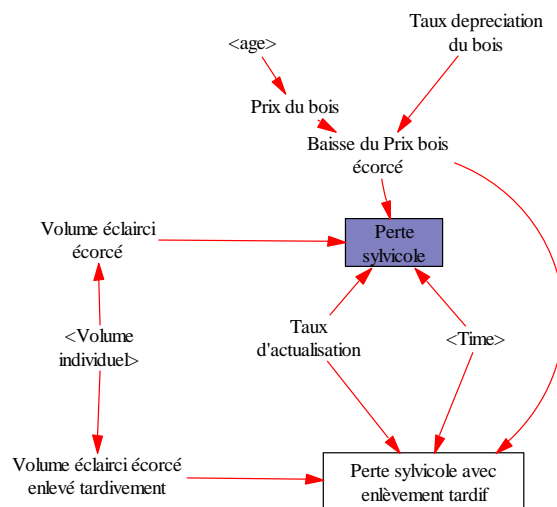 Taux depreciation
du bois
<age>
Prix du bois
Baisse du Prix bois
écorcé
Volume éclairci
écorcé
Perte
sylvicole
<Volume
individuel>
Taux
d'actualisation
<Time>
Volume éclairci écorcé
enlevé tardivement
Perte sylvicole avec
enlèvement tardif